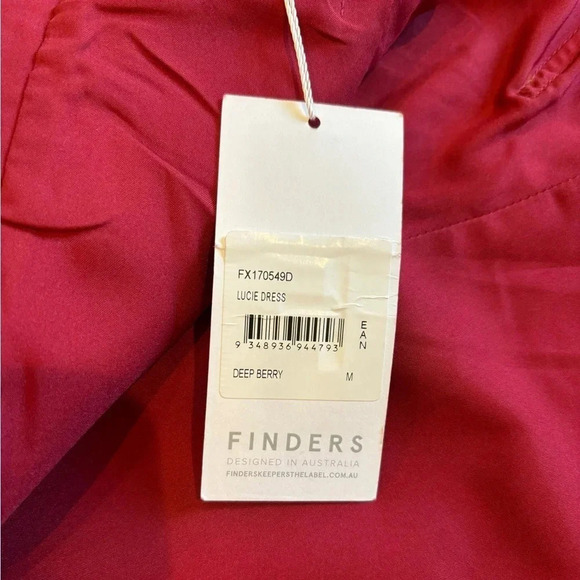 FX170549D
LUCIE DRESS
EAN
9 348936 944793
DEEP BERRY M
FINDERS
DESIGNED IN AUSTRALIA
FINDERSKEEPERSTHELABEL.COM.AU